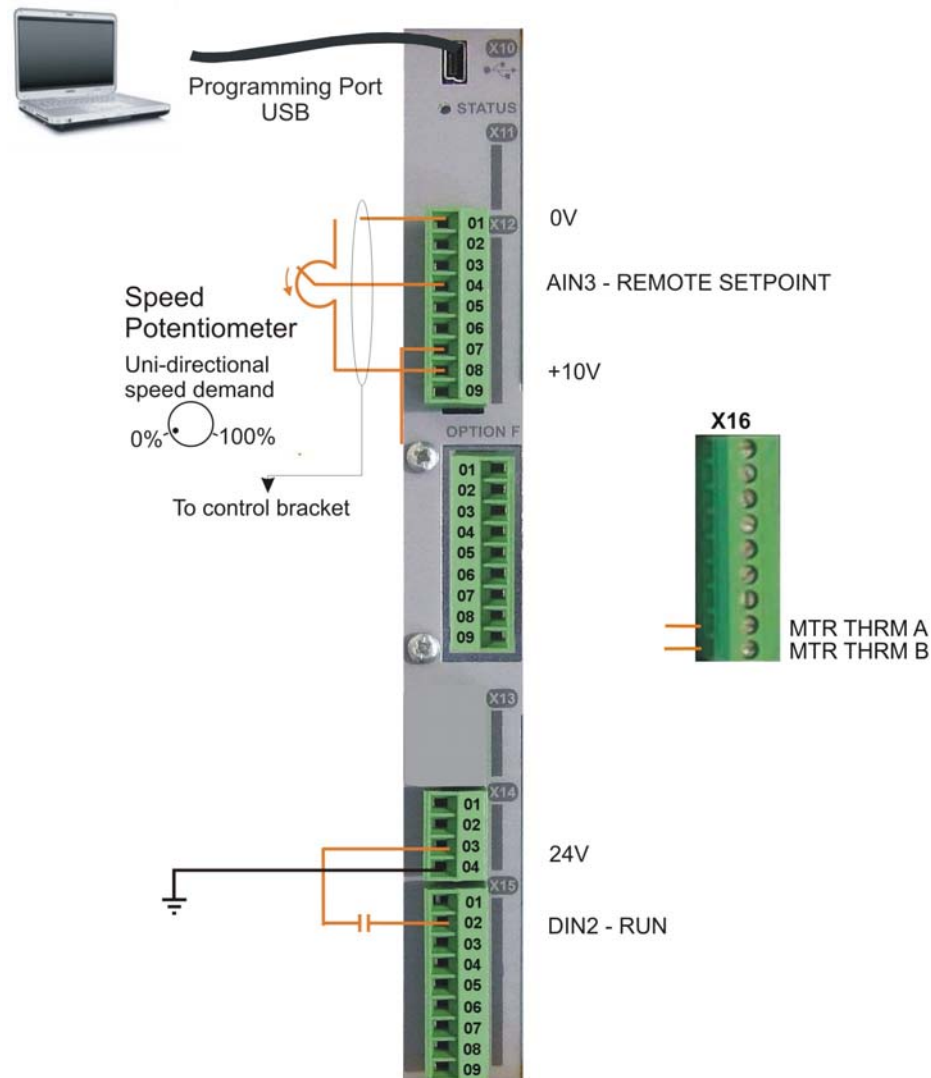 X10
Programming Port
USB
STATUS
X11
X12
01
02
03
04
05
06
07
08
09
0V
AIN3 - REMOTE SETPOINT
+10V
Speed
Potentiometer
Uni-directional
speed demand
0% 100%
To control bracket
OPTION F
01
02
03
04
05
06
07
08
09
X16
MTR THRM A
MTR THRM B
X13
X14
01
02
03
04
24V
X15
01
02
03
04
05
06
07
08
09
DIN2 - RUN